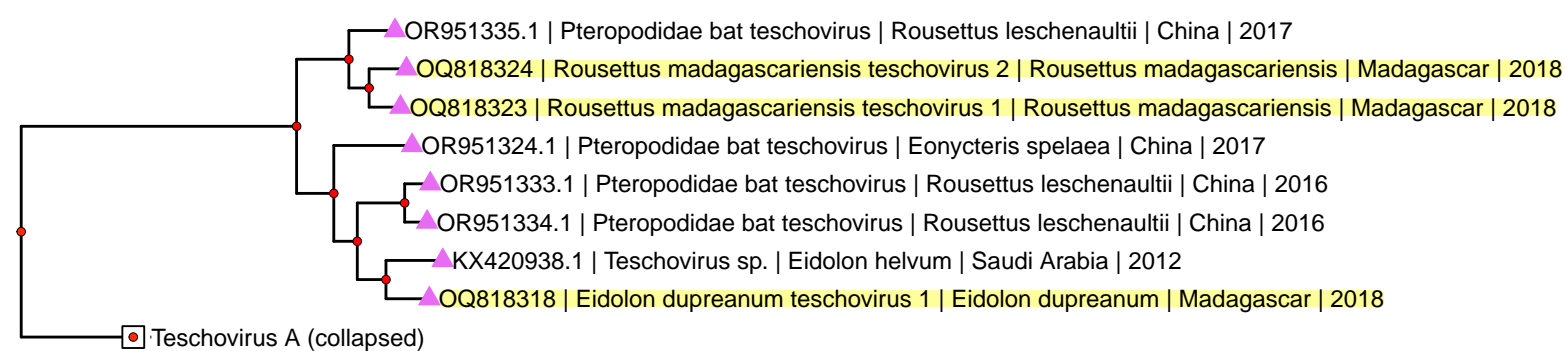 OR951335.1 | Pteropodidae bat teschovirus | Rousettus leschenaultii | China | 2017
OQ818324 | Rousettus madagascariensis teschovirus 2 | Rousettus madagascariensis | Madagascar | 2018
OQ818323 | Rousettus madagascariensis teschovirus 1 | Rousettus madagascariensis | Madagascar | 2018
OR951324.1 | Pteropodidae bat teschovirus | Eonycteris spelaea | China | 2017
OR951333.1 | Pteropodidae bat teschovirus | Rousettus leschenaultii | China | 2016
OR951334.1 | Pteropodidae bat teschovirus | Rousettus leschenaultii | China | 2016
KX420938.1 | Teschovirus sp. | Eidolon helvum | Saudi Arabia | 2012
OQ818318 | Eidolon dupreanum teschovirus 1 | Eidolon dupreanum | Madagascar | 2018
Teschovirus A (collapsed)